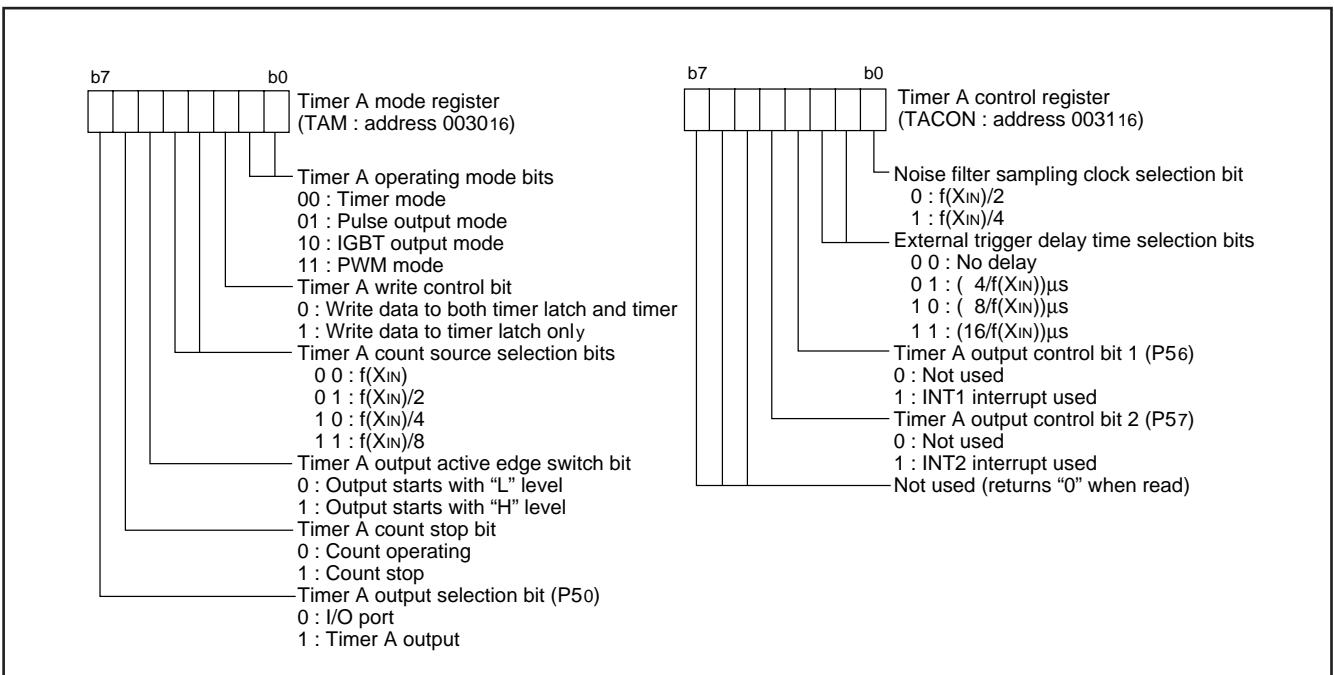 b7 b0
Timer A mode register
(TAM : address 003016)
Timer A operating mode bits
00 : Timer mode
01 : Pulse output mode
10 : IGBT output mode
11 : PWM mode
Timer A write control bit
0 : Write data to both timer latch and timer
1 : Write data to timer latch only
Timer A count source selection bits
0 0 : f(XIN)
0 1 : f(XIN)/2
1 0 : f(XIN)/4
1 1 : f(XIN)/8
Timer A output active edge switch bit
0 : Output starts with “L” level
1 : Output starts with “H” level
Timer A count stop bit
0 : Count operating
1 : Count stop
Timer A output selection bit (P50)
0 : I/O port
1 : Timer A output
b7 b0
Timer A control register
(TACON : address 003116)
Noise filter sampling clock selection bit
0 : f(XIN)/2
1 : f(XIN)/4
External trigger delay time selection bits
0 0 : No delay
0 1 : ( 4/f(XIN))µs
1 0 : ( 8/f(XIN))µs
1 1 : (16/f(XIN))µs
Timer A output control bit 1 (P56)
0 : Not used
1 : INT1 interrupt used
Timer A output control bit 2 (P57)
0 : Not used
1 : INT2 interrupt used
Not used (returns “0” when read)